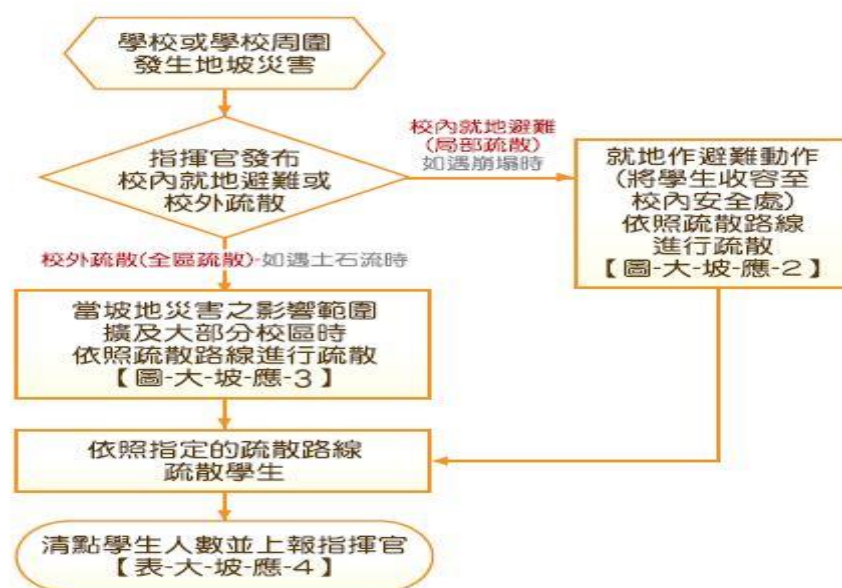 學校或學校周圍
發生地坡災害
指揮官發布
校內就地避難或
校外疏散
校內就地避難
(局部疏散)
如遇崩塌時
就地作避難動作
(將學生收容至
校內安全處)
依照疏散路線
進行疏散
【圖-大-坡-應-2】
校外疏散(全區疏散)-如遇土石流時
當坡地災害之影響範圍
擴及大部分校區時
依照疏散路線進行疏散
【圖-大-坡-應-3】
依照指定的疏散路線
疏散學生
清點學生人數並上報指揮官
【表-大-坡-應-4】